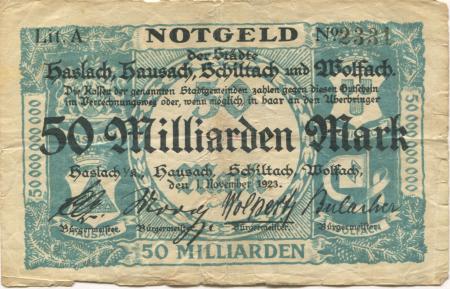 Lit. A.
NOTGELD
No 2331
der Städte
Haslach, Hausach, Schiltach und Wolfach.
Die Kassen der genannten Stadtgemeinden zahlen gegen diesen Gutschein
im Verrechnungsweg oder, wenn möglich, in baar an den Überbringer
50 Milliarden Mark
Haslach i/K., Hausach, Schiltach, Wolfach,
den 1. November 1923.
Bürgermeister. Bürgermeister. Bürgermeister. Bürgermeister.
50 MILLIARDEN
50 000 000 000
50 000 000 000